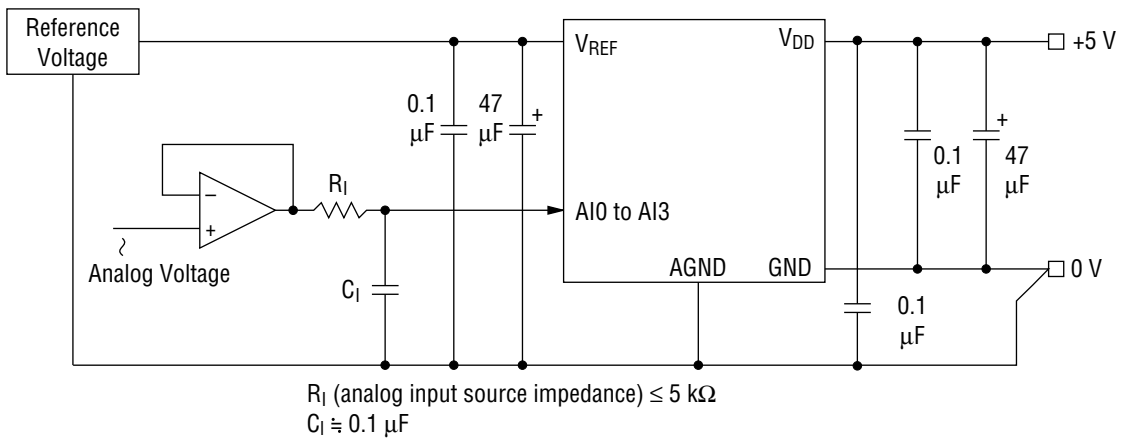 Reference
Voltage
VREF
VDD
+5 V
0.1
µF
47
µF
+
0.1
µF
+
47
µF
RI
−
+
AI0 to AI3
Analog Voltage
CI
AGND
GND
0 V
0.1
µF
RI (analog input source impedance) ≤ 5 kΩ
CI ≒ 0.1 µF